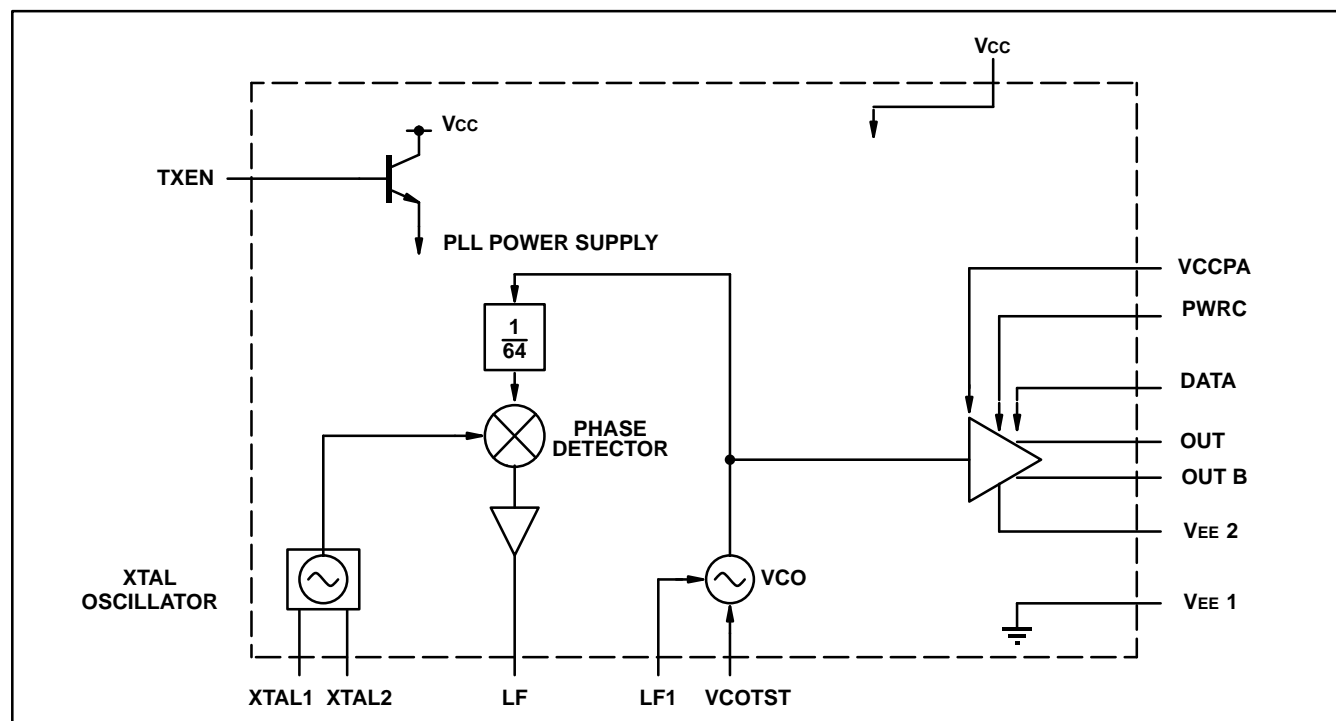 VCC
VCC
TXEN
PLL POWER SUPPLY
VCCPA
PWRC
1
64
DATA
PHASE
DETECTOR
OUT
OUT B
VEE 2
XTAL
OSCILLATOR
VCO
VEE 1
XTAL1 XTAL2 LF LF1 VCOTST